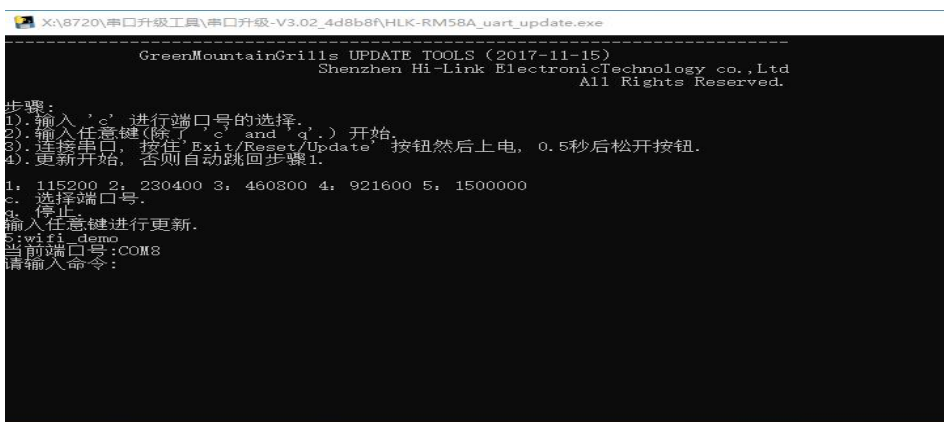 X:\8720\串口升级工具\串口升级-V3.02_4d8b8f\HLK-RM58A_uart_update.exe
--------------------------------------------------------------------------------
GreenMountainGrills UPDATE TOOLS (2017-11-15)
Shenzhen Hi-Link ElectronicTechnology co.,Ltd
All Rights Reserved.
步骤:
1).输入 'c' 进行端口号的选择.
2).输入任意键(除了 'c' and 'q'.) 开始.
3).连接串口, 按住'Exit/Reset/Update' 按钮然后上电, 0.5秒后松开按钮.
4).更新开始, 否则自动跳回步骤1.
1: 115200 2: 230400 3: 460800 4: 921600 5: 1500000
c. 选择端口号.
q. 停止.
输入任意键进行更新.
5:wifi_demo
当前端口号:COM8
请输入命令: